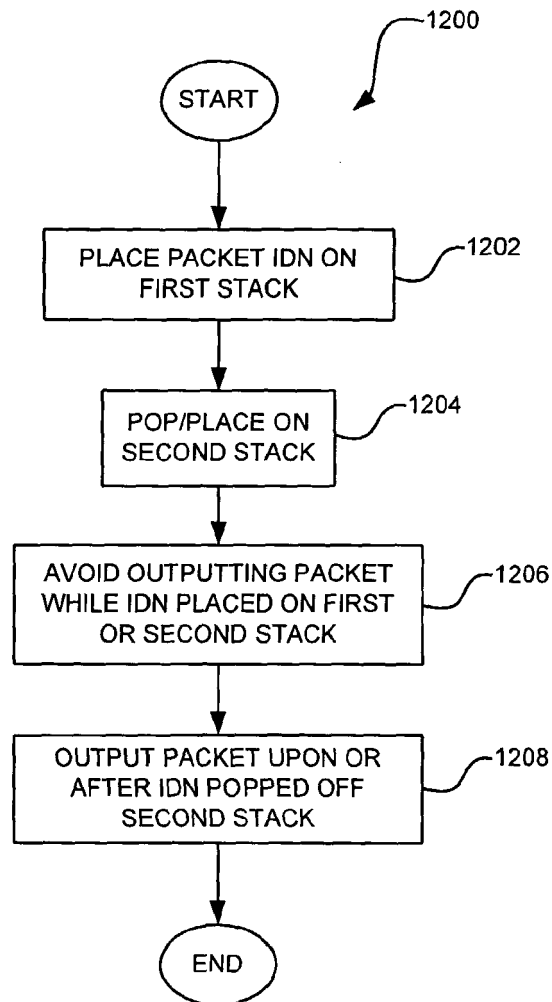 1200
START
PLACE PACKET IDN ON
FIRST STACK
1202
POP/PLACE ON
SECOND STACK
1204
AVOID OUTPUTTING PACKET
WHILE IDN PLACED ON FIRST
OR SECOND STACK
1206
OUTPUT PACKET UPON OR
AFTER IDN POPPED OFF
SECOND STACK
1208
END